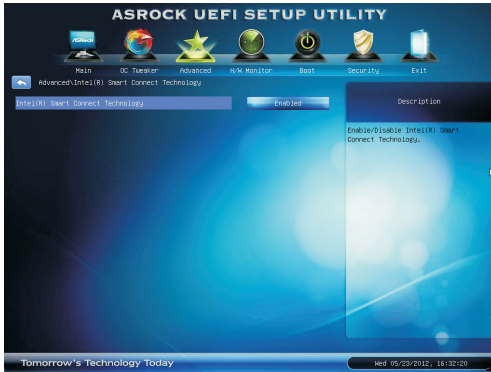 ASROCK UEFI SETUP UTILITY
ASRock
Main OC Tweaker Advanced H/W Monitor Boot Security Exit
Advanced\Intel(R) Smart Connect Technology
Intel(R) Smart Connect Technology Enabled
Description
Enable/Disable Intel(R) Smart
Connect Technology.
Tomorrow's Technology Today
Wed 05/23/2012, 16:32:20